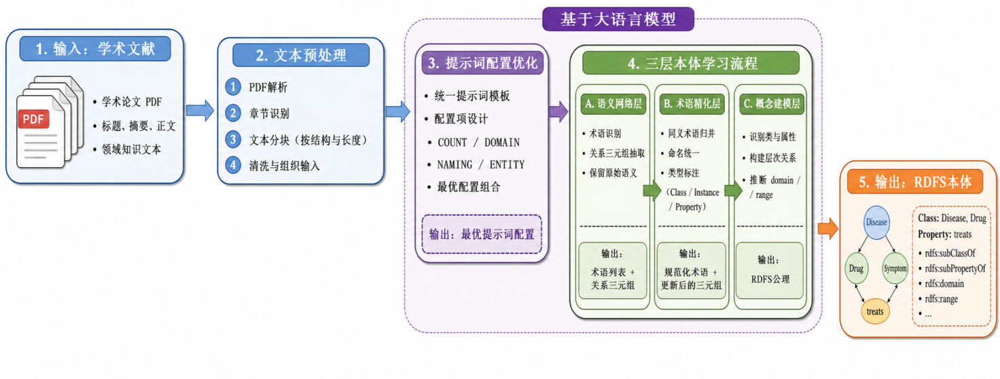 基于大语言模型
1. 输入：学术文献
PDF
• 学术论文 PDF
• 标题、摘要、正文
• 领域知识文本
2. 文本预处理
1 PDF解析
2 章节识别
3 文本分块（按结构与长度）
4 清洗与组织输入
3. 提示词配置优化
• 统一提示词模板
• 配置项设计
• COUNT / DOMAIN
• NAMING / ENTITY
• 最优配置组合
输出：最优提示词配置
4. 三层本体学习流程
A. 语义网络层
• 术语识别
• 关系三元组抽取
• 保留原始语义
输出：
术语列表 +
关系三元组
B. 术语精化层
• 同义术语归并
• 命名统一
• 类型标注
（Class / Instance
/ Property）
输出：
规范化术语 +
更新后的三元组
C. 概念建模层
• 识别类与属性
• 构建层次关系
• 推断 domain /
/ range
输出：
RDFS公理
5. 输出：RDFS本体
Disease
Drug
Symptom
treats
Class: Disease, Drug
Property: treats
• rdfs:subClassOf
• rdfs:subPropertyOf
• rdfs:domain
• rdfs:range
• ...